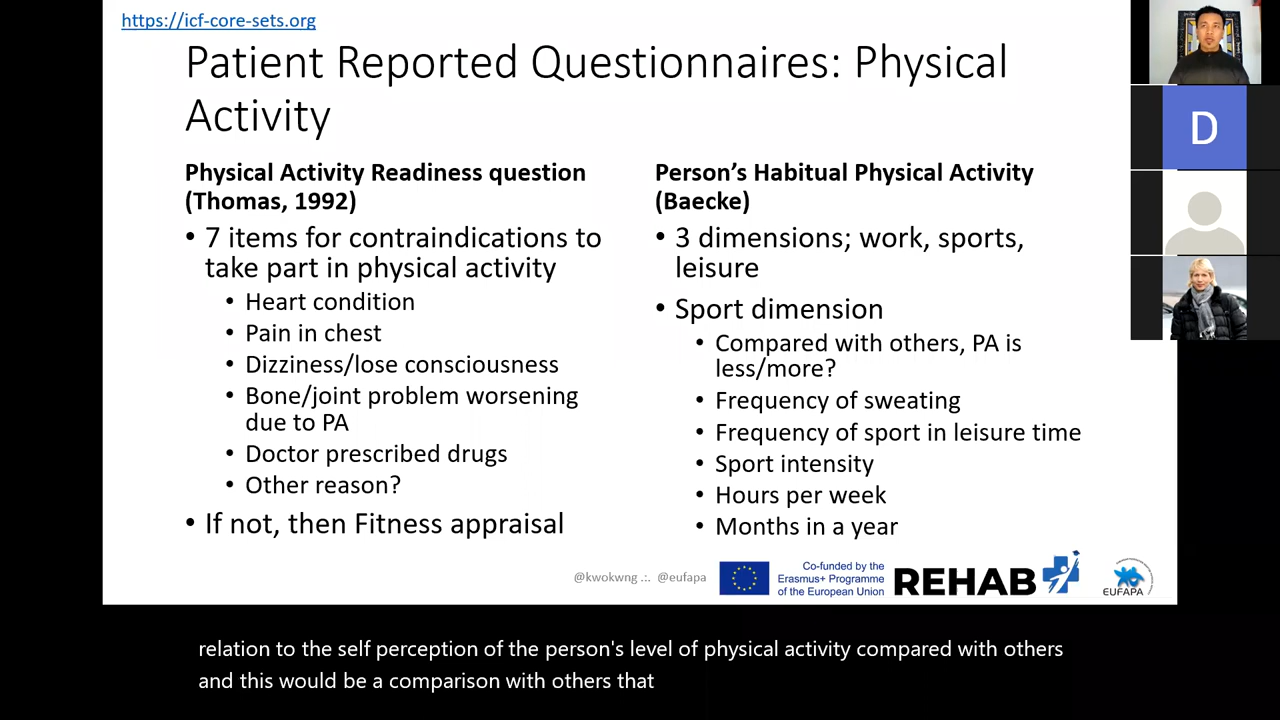 https://icf-core-sets.org
Patient Reported Questionnaires: Physical
Activity
Physical Activity Readiness question
(Thomas, 1992)
• 7 items for contraindications to
take part in physical activity
• Heart condition
• Pain in chest
• Dizziness/lose consciousness
• Bone/joint problem worsening
due to PA
• Doctor prescribed drugs
• Other reason?
• If not, then Fitness appraisal
Person’s Habitual Physical Activity
(Baecke)
• 3 dimensions; work, sports,
leisure
• Sport dimension
• Compared with others, PA is
less/more?
• Frequency of sweating
• Frequency of sport in leisure time
• Sport intensity
• Hours per week
• Months in a year
@kwokwng .:. @eufapa
Co-funded by the
Erasmus+ Programme
of the European Union
REHAB
EUFAPA
D
relation to the self perception of the person's level of physical activity compared with others
and this would be a comparison with others that